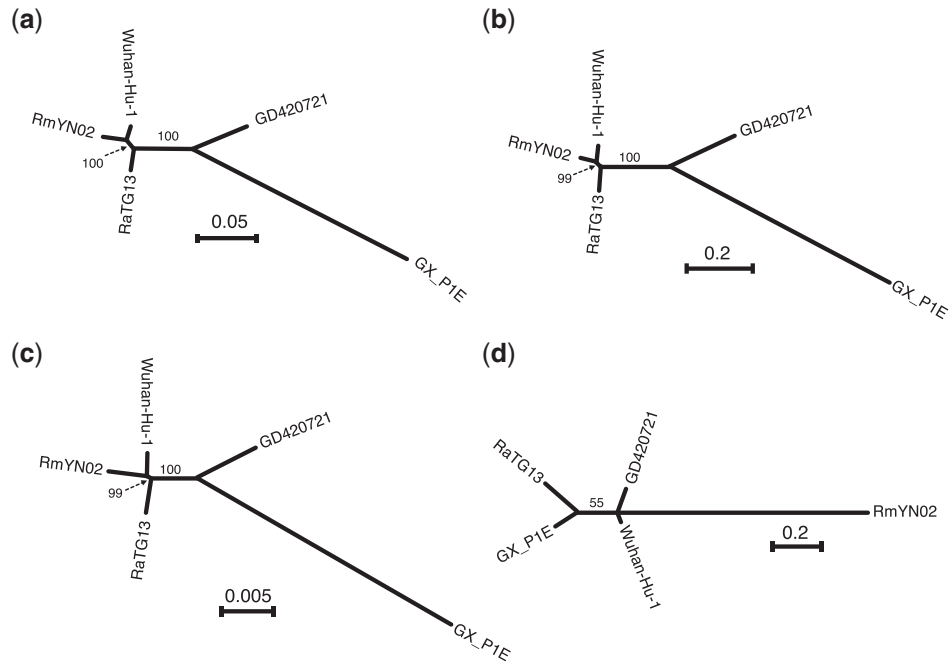 (a)
Wuhan-Hu-1
RmYN02
100
100
GD420721
RaTG13
0.05
GX_P1E
(b)
Wuhan-Hu-1
RmYN02
99
100
GD420721
RaTG13
0.2
GX_P1E
(c)
Wuhan-Hu-1
RmYN02
99
100
GD420721
RaTG13
0.005
GX_P1E
(d)
RaTG13
GD420721
55
RmYN02
GX_P1E
Wuhan-Hu-1
0.2